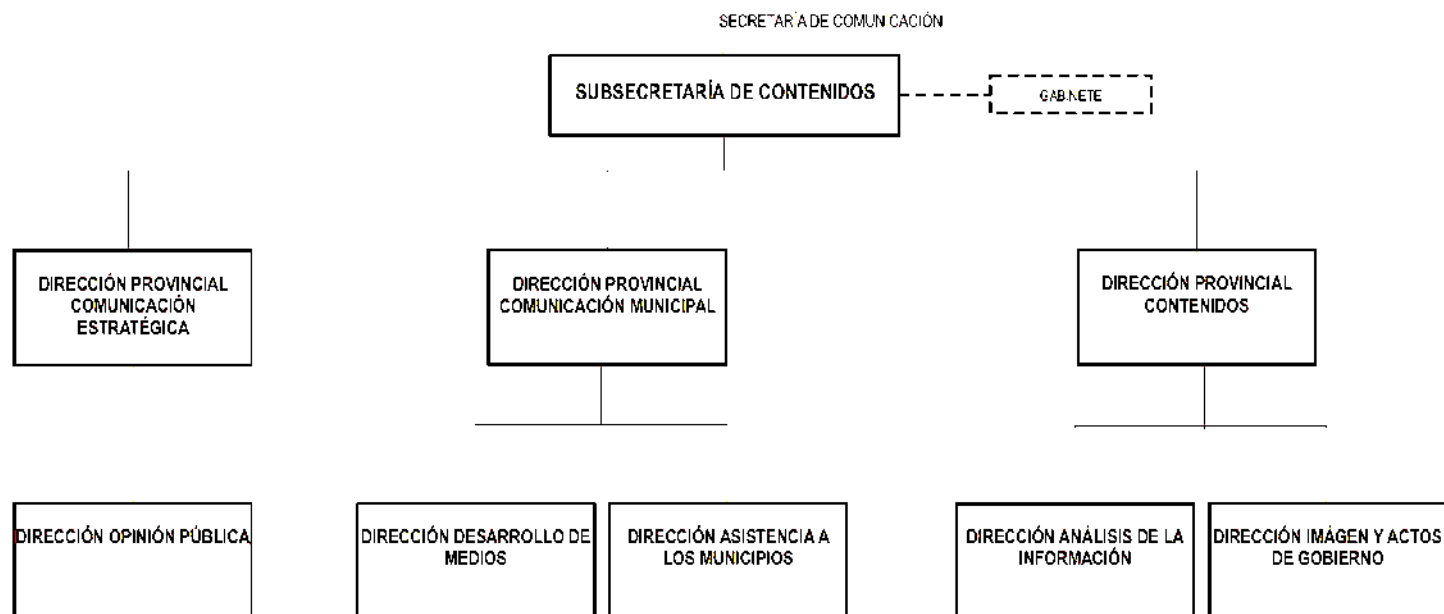 SECRETARÍA DE COMUNICACIÓN
SUBSECRETARÍA DE CONTENIDOS
GABINETE
DIRECCIÓN PROVINCIAL
COMUNICACIÓN
ESTRATÉGICA
DIRECCIÓN PROVINCIAL
COMUNICACIÓN MUNICIPAL
DIRECCIÓN PROVINCIAL
CONTENIDOS
DIRECCIÓN OPINIÓN PÚBLICA
DIRECCIÓN DESARROLLO DE
MEDIOS
DIRECCIÓN ASISTENCIA A
LOS MUNICIPIOS
DIRECCIÓN ANÁLISIS DE LA
INFORMACIÓN
DIRECCIÓN IMÁGEN Y ACTOS
DE GOBIERNO